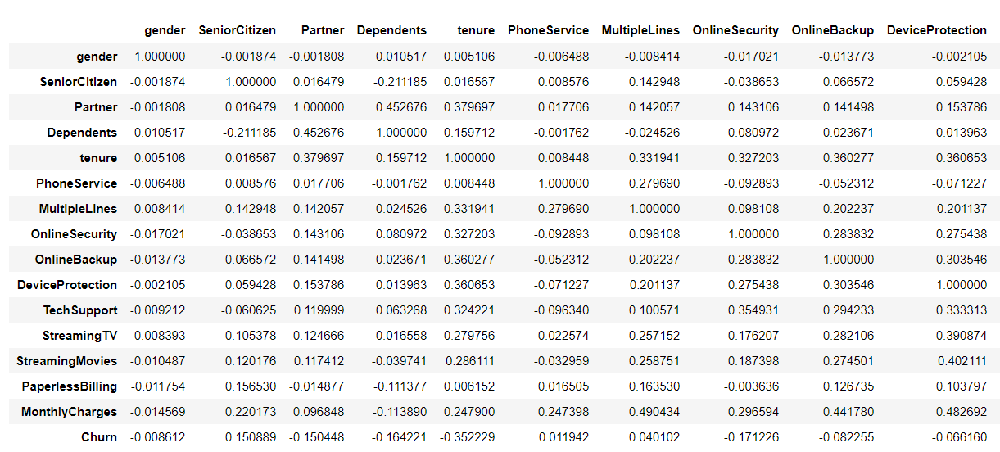 gender SeniorCitizen Partner Dependents tenure PhoneService MultipleLines OnlineSecurity OnlineBackup DeviceProtection
gender 1.000000 -0.001874 -0.001808 0.010517 0.005106 -0.006488 -0.008414 -0.017021 -0.013773 -0.002105
SeniorCitizen -0.001874 1.000000 0.016479 -0.211185 0.016567 0.008576 0.142948 -0.038653 0.066572 0.059428
Partner -0.001808 0.016479 1.000000 0.452676 0.379697 0.017706 0.142057 0.143106 0.141498 0.153786
Dependents 0.010517 -0.211185 0.452676 1.000000 0.159712 -0.001762 -0.024526 0.080972 0.023671 0.013963
tenure 0.005106 0.016567 0.379697 0.159712 1.000000 0.008448 0.331941 0.327203 0.360277 0.360653
PhoneService -0.006488 0.008576 0.017706 -0.001762 0.008448 1.000000 0.279690 -0.092893 -0.052312 -0.071227
MultipleLines -0.008414 0.142948 0.142057 -0.024526 0.331941 0.279690 1.000000 0.098108 0.202237 0.201137
OnlineSecurity -0.017021 -0.038653 0.143106 0.080972 0.327203 -0.092893 0.098108 1.000000 0.283832 0.275438
OnlineBackup -0.013773 0.066572 0.141498 0.023671 0.360277 -0.052312 0.202237 0.283832 1.000000 0.303546
DeviceProtection -0.002105 0.059428 0.153786 0.013963 0.360653 -0.071227 0.201137 0.275438 0.303546 1.000000
TechSupport -0.009212 -0.060625 0.119999 0.063268 0.324221 -0.096340 0.100571 0.354931 0.294233 0.333313
StreamingTV -0.008393 0.105378 0.124666 -0.016558 0.279756 -0.022574 0.257152 0.176207 0.282106 0.390874
StreamingMovies -0.010487 0.120176 0.117412 -0.039741 0.286111 -0.032959 0.258751 0.187398 0.274501 0.402111
PaperlessBilling -0.011754 0.156530 -0.014877 -0.111377 0.006152 0.016505 0.163530 -0.003636 0.126735 0.103797
MonthlyCharges -0.014569 0.220173 0.096848 -0.113890 0.247900 0.247398 0.490434 0.296594 0.441780 0.482692
Churn -0.008612 0.150889 -0.150448 -0.164221 -0.352229 0.011942 0.040102 -0.171226 -0.082255 -0.066160